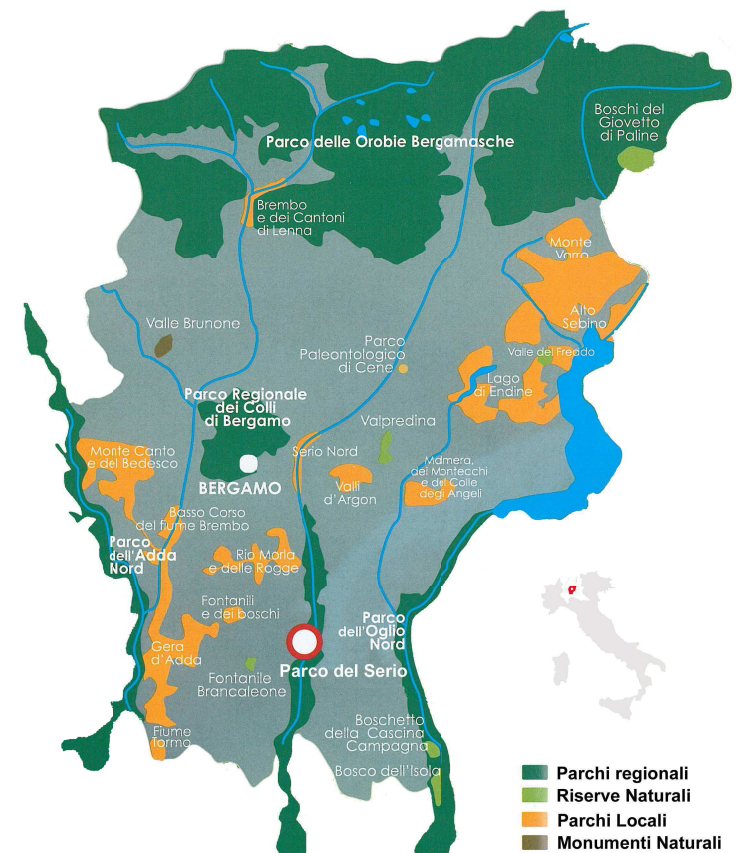 Boschi del
Giovetto
di Paline
Parco delle Orobie Bergamasche
Brembo
e dei Cantoni
di Lenna
Monte
Varro
Alto
Sebino
Valle Brunone
Parco
Paleontologico
di Cene
Valle del Freddo
Lago
di Endine
Parco Regionale
dei Colli
di Bergamo
Valpredina
Monte Canto
e del Bedesco
Serio Nord
Malmera,
dei Montecchi
e del Colle
degli Angeli
BERGAMO
Valli
d'Argon
Basso Corso
del fiume Brembo
Parco
dell'Adda
Nord
Rio Morla
e delle Rogge
Fontanili
e dei boschi
Parco
dell'Oglio
Nord
Gera
d'Adda
Parco del Serio
Fontanile
Brancaleone
Boschetto
della Cascina
Campagna
Fiume
Tormo
Bosco dell'Isola
Parchi regionali
Riserve Naturali
Parchi Locali
Monumenti Naturali